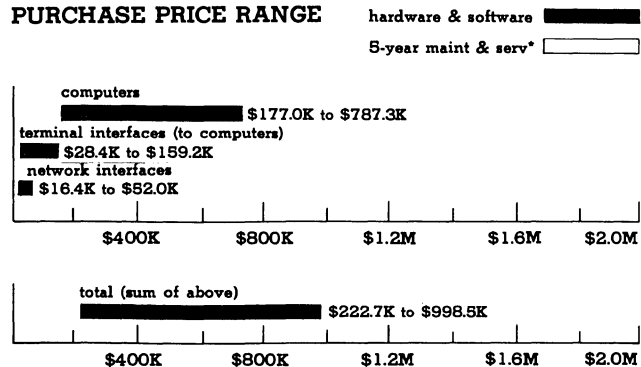 PURCHASE PRICE RANGE
hardware & software
5-year maint & serv*
computers
$177.0K to $787.3K
terminal interfaces (to computers)
$28.4K to $159.2K
network interfaces
$16.4K to $52.0K
$400K $800K $1.2M $1.6M $2.0M
total (sum of above)
$222.7K to $998.5K
$400K $800K $1.2M $1.6M $2.0M